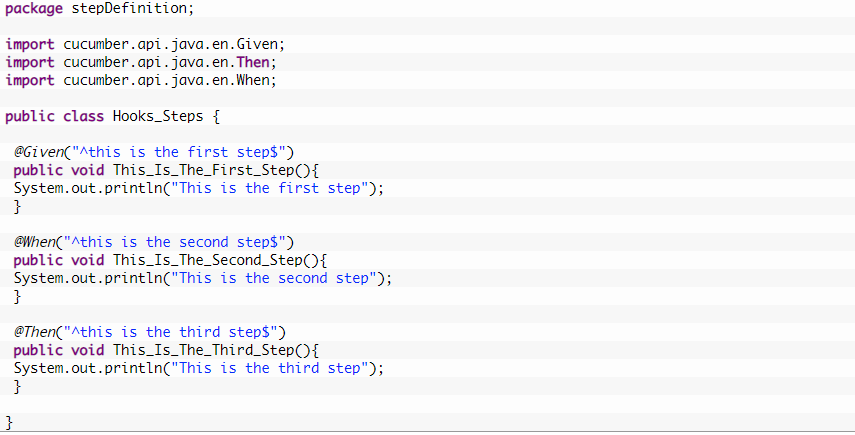 package stepDefinition;
import cucumber.api.java.en.Given;
import cucumber.api.java.en.Then;
import cucumber.api.java.en.When;
public class Hooks_Steps {
@Given("^this is the first step$")
public void This_Is_The_First_Step(){
System.out.println("This is the first step");
}
@When("^this is the second step$")
public void This_Is_The_Second_Step(){
System.out.println("This is the second step");
}
@Then("^this is the third step$")
public void This_Is_The_Third_Step(){
System.out.println("This is the third step");
}
}